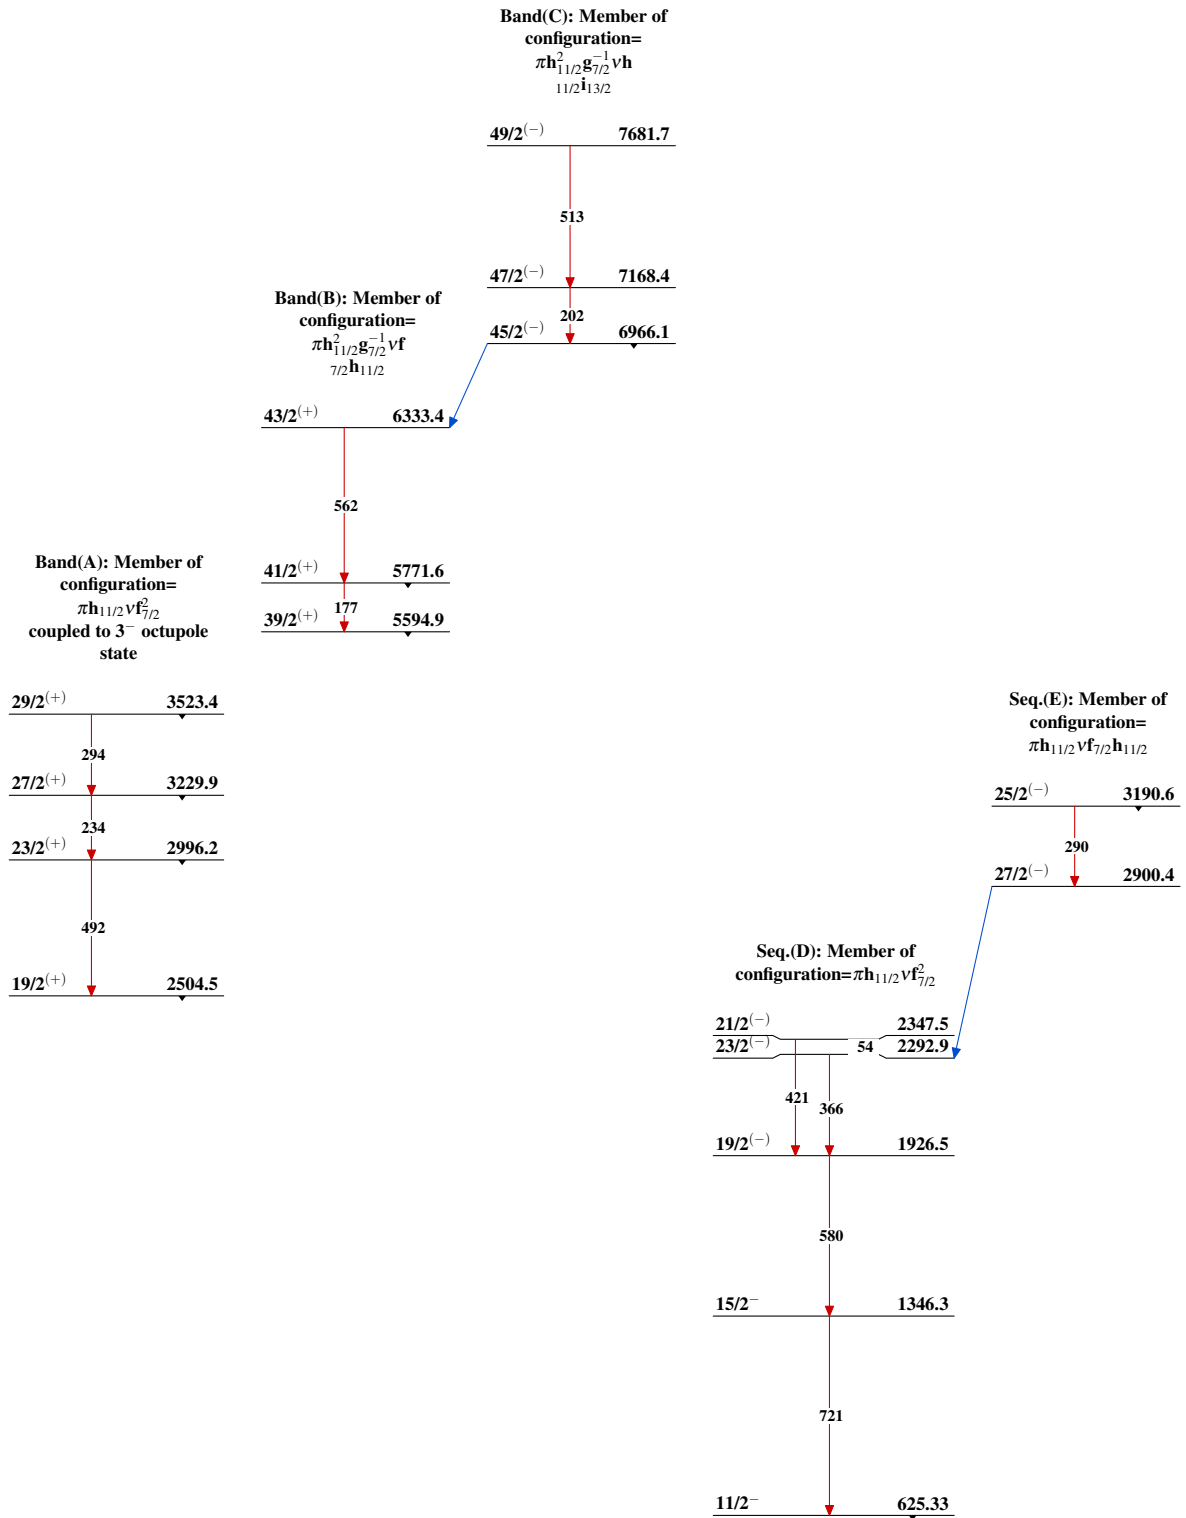 Band(C): Member of
configuration=
πh²₁₁/₂g⁻¹₇/₂νh
₁₁/₂i₁₃/₂
49/2⁽⁻⁾ 7681.7
513
47/2⁽⁻⁾ 7168.4
202
45/2⁽⁻⁾ 6966.1
Band(B): Member of
configuration=
πh²₁₁/₂g⁻¹₇/₂νf
₇/₂h₁₁/₂
43/2⁽⁺⁾ 6333.4
562
41/2⁽⁺⁾ 5771.6
177
39/2⁽⁺⁾ 5594.9
Band(A): Member of
configuration=
πh₁₁/₂νf²₇/₂
coupled to 3⁻ octupole
state
29/2⁽⁺⁾ 3523.4
294
27/2⁽⁺⁾ 3229.9
234
23/2⁽⁺⁾ 2996.2
492
19/2⁽⁺⁾ 2504.5
Seq.(E): Member of
configuration=
πh₁₁/₂νf₇/₂h₁₁/₂
25/2⁽⁻⁾ 3190.6
290
27/2⁽⁻⁾ 2900.4
Seq.(D): Member of
configuration=πh₁₁/₂νf²₇/₂
21/2⁽⁻⁾ 2347.5
23/2⁽⁻⁾ 54 2292.9
421 366
19/2⁽⁻⁾ 1926.5
580
15/2⁻ 1346.3
721
11/2⁻ 625.33